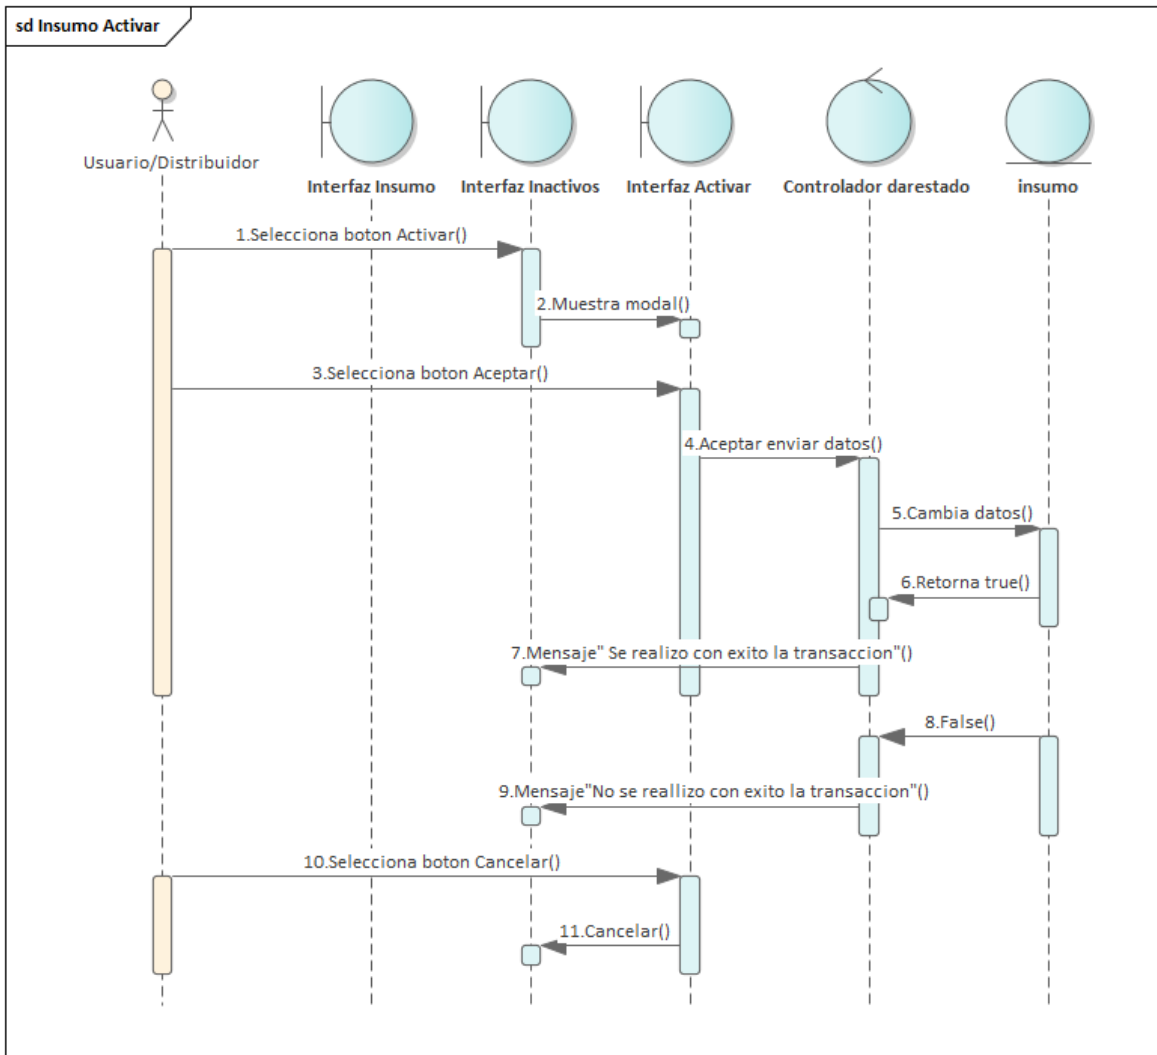 sd Insumo Activar
Usuario/Distribuidor
Interfaz Insumo
Interfaz Inactivos
Interfaz Activar
Controlador darestado
insumo
1.Selecciona boton Activar()
2.Muestra modal()
3.Selecciona boton Aceptar()
4.Aceptar enviar datos()
5.Cambia datos()
6.Retorna true()
7.Mensaje" Se realizo con exito la transaccion"()
8.False()
9.Mensaje"No se reallizo con exito la transaccion"()
10.Selecciona boton Cancelar()
11.Cancelar()